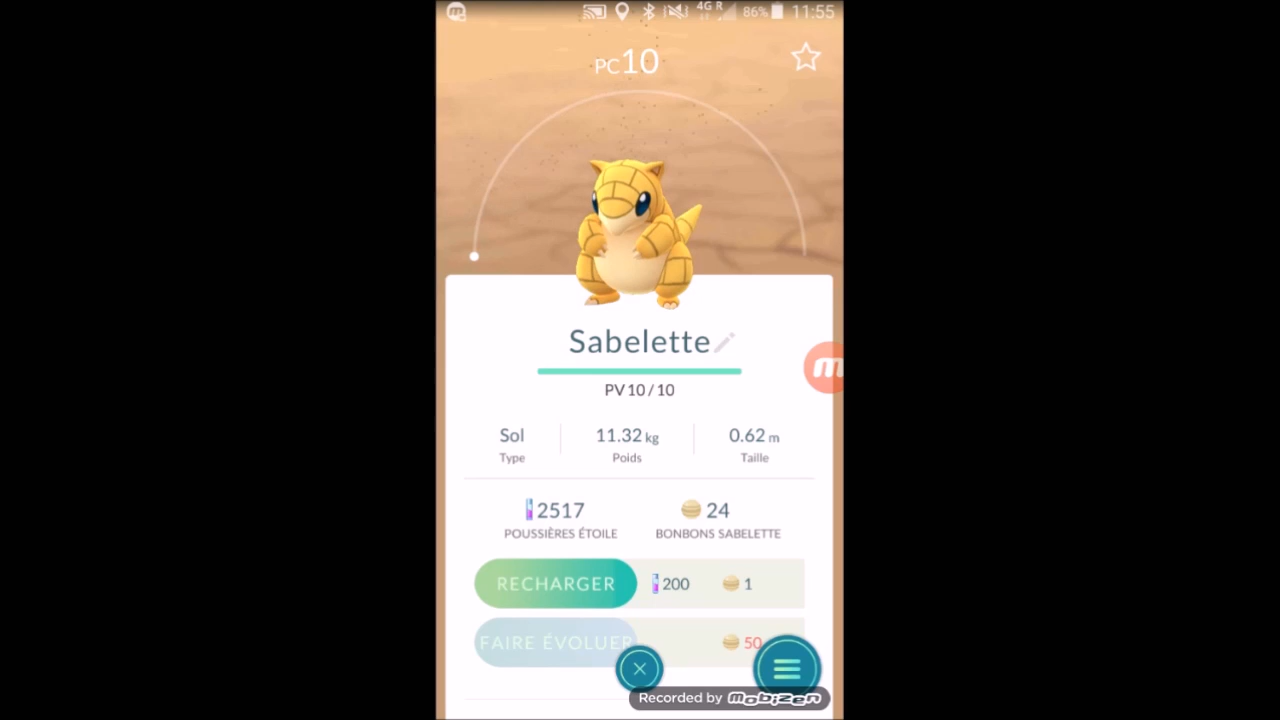 4G R 86% 11:55
PC10
Sabelette
PV 10 / 10
Sol 11.32 kg 0.62 m
Type Poids Taille
2517 24
POUSSIÈRES ÉTOILE BONBONS SABELETTE
RECHARGER 200 1
FAIRE ÉVOLUER 50
Recorded by MOBIZEN